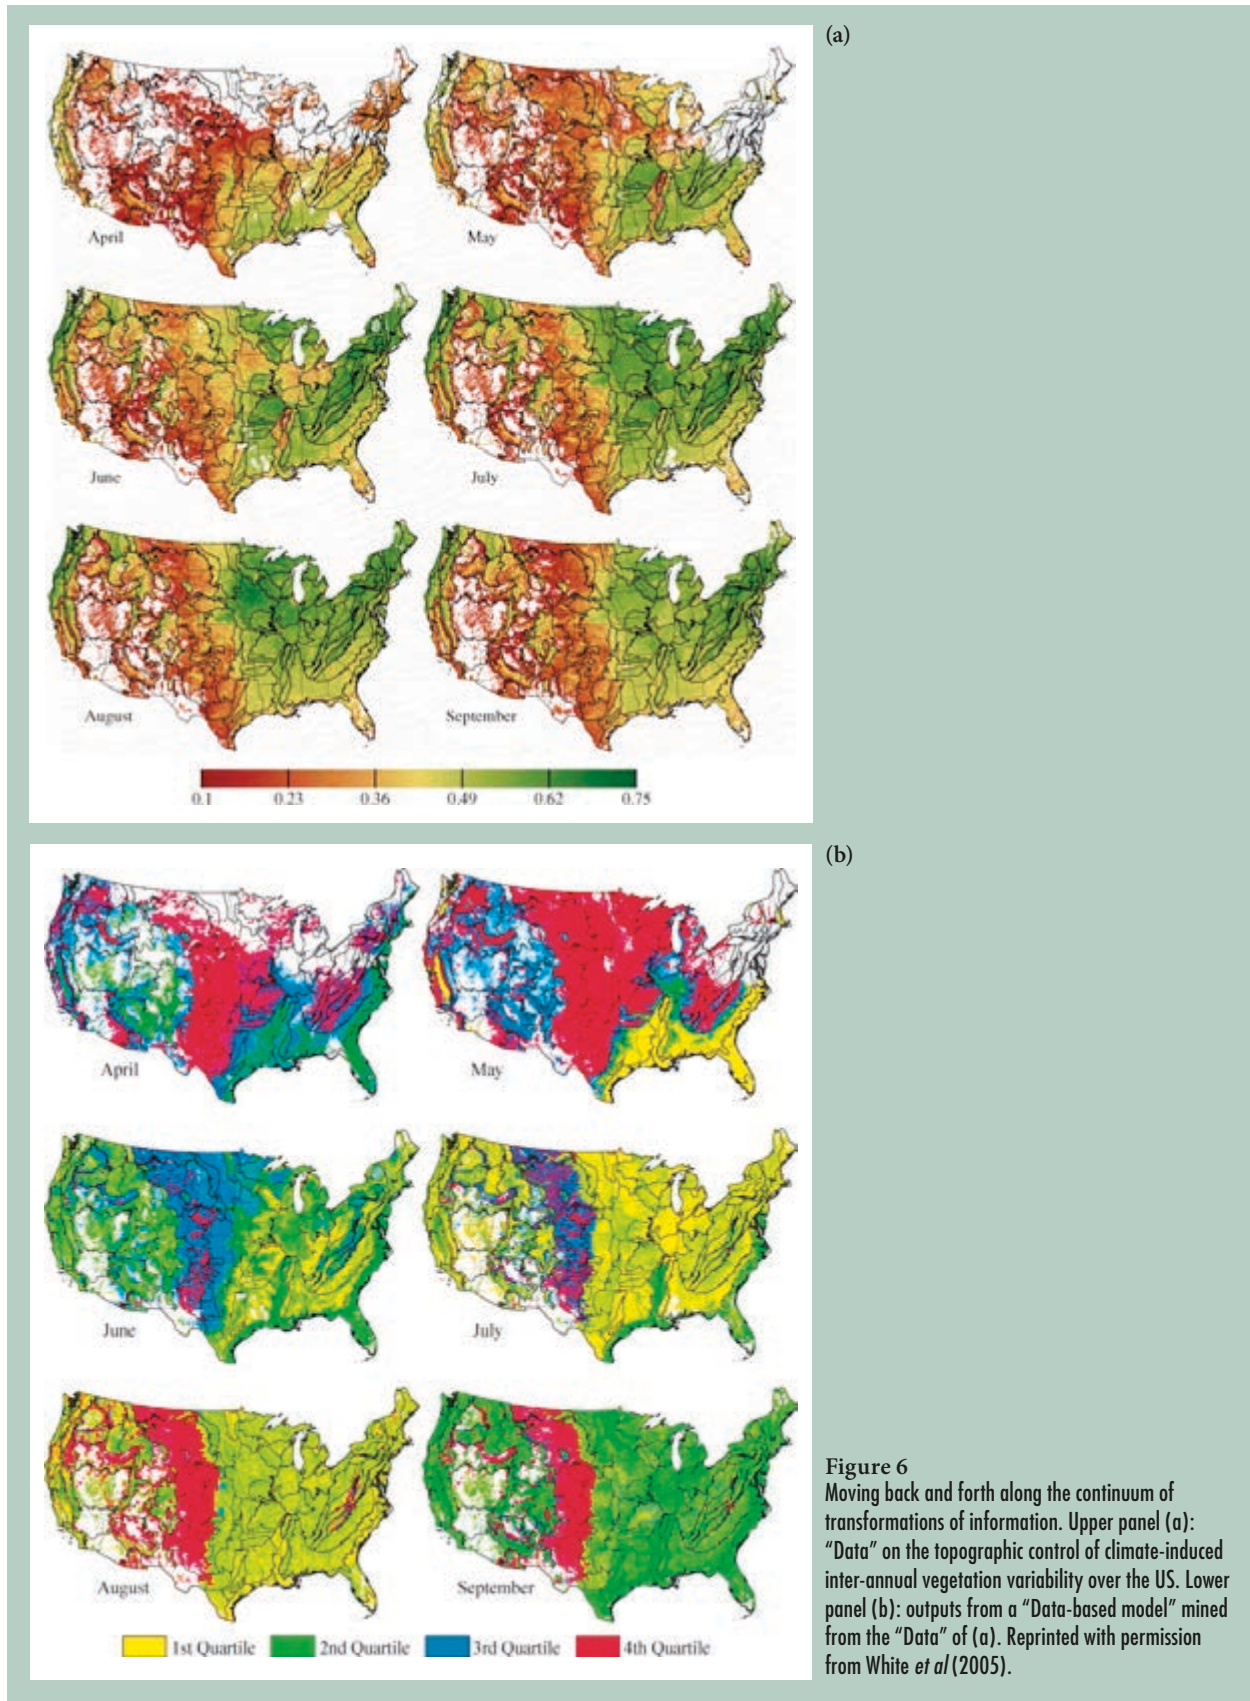 (a)
April
May
June
July
August
September
0.1 0.23 0.36 0.49 0.62 0.75
(b)
April
May
June
July
August
September
1st Quartile 2nd Quartile 3rd Quartile 4th Quartile
Figure 6
Moving back and forth along the continuum of
transformations of information. Upper panel (a):
“Data” on the topographic control of climate-induced
inter-annual vegetation variability over the US. Lower
panel (b): outputs from a “Data-based model” mined
from the “Data” of (a). Reprinted with permission
from White et al (2005).